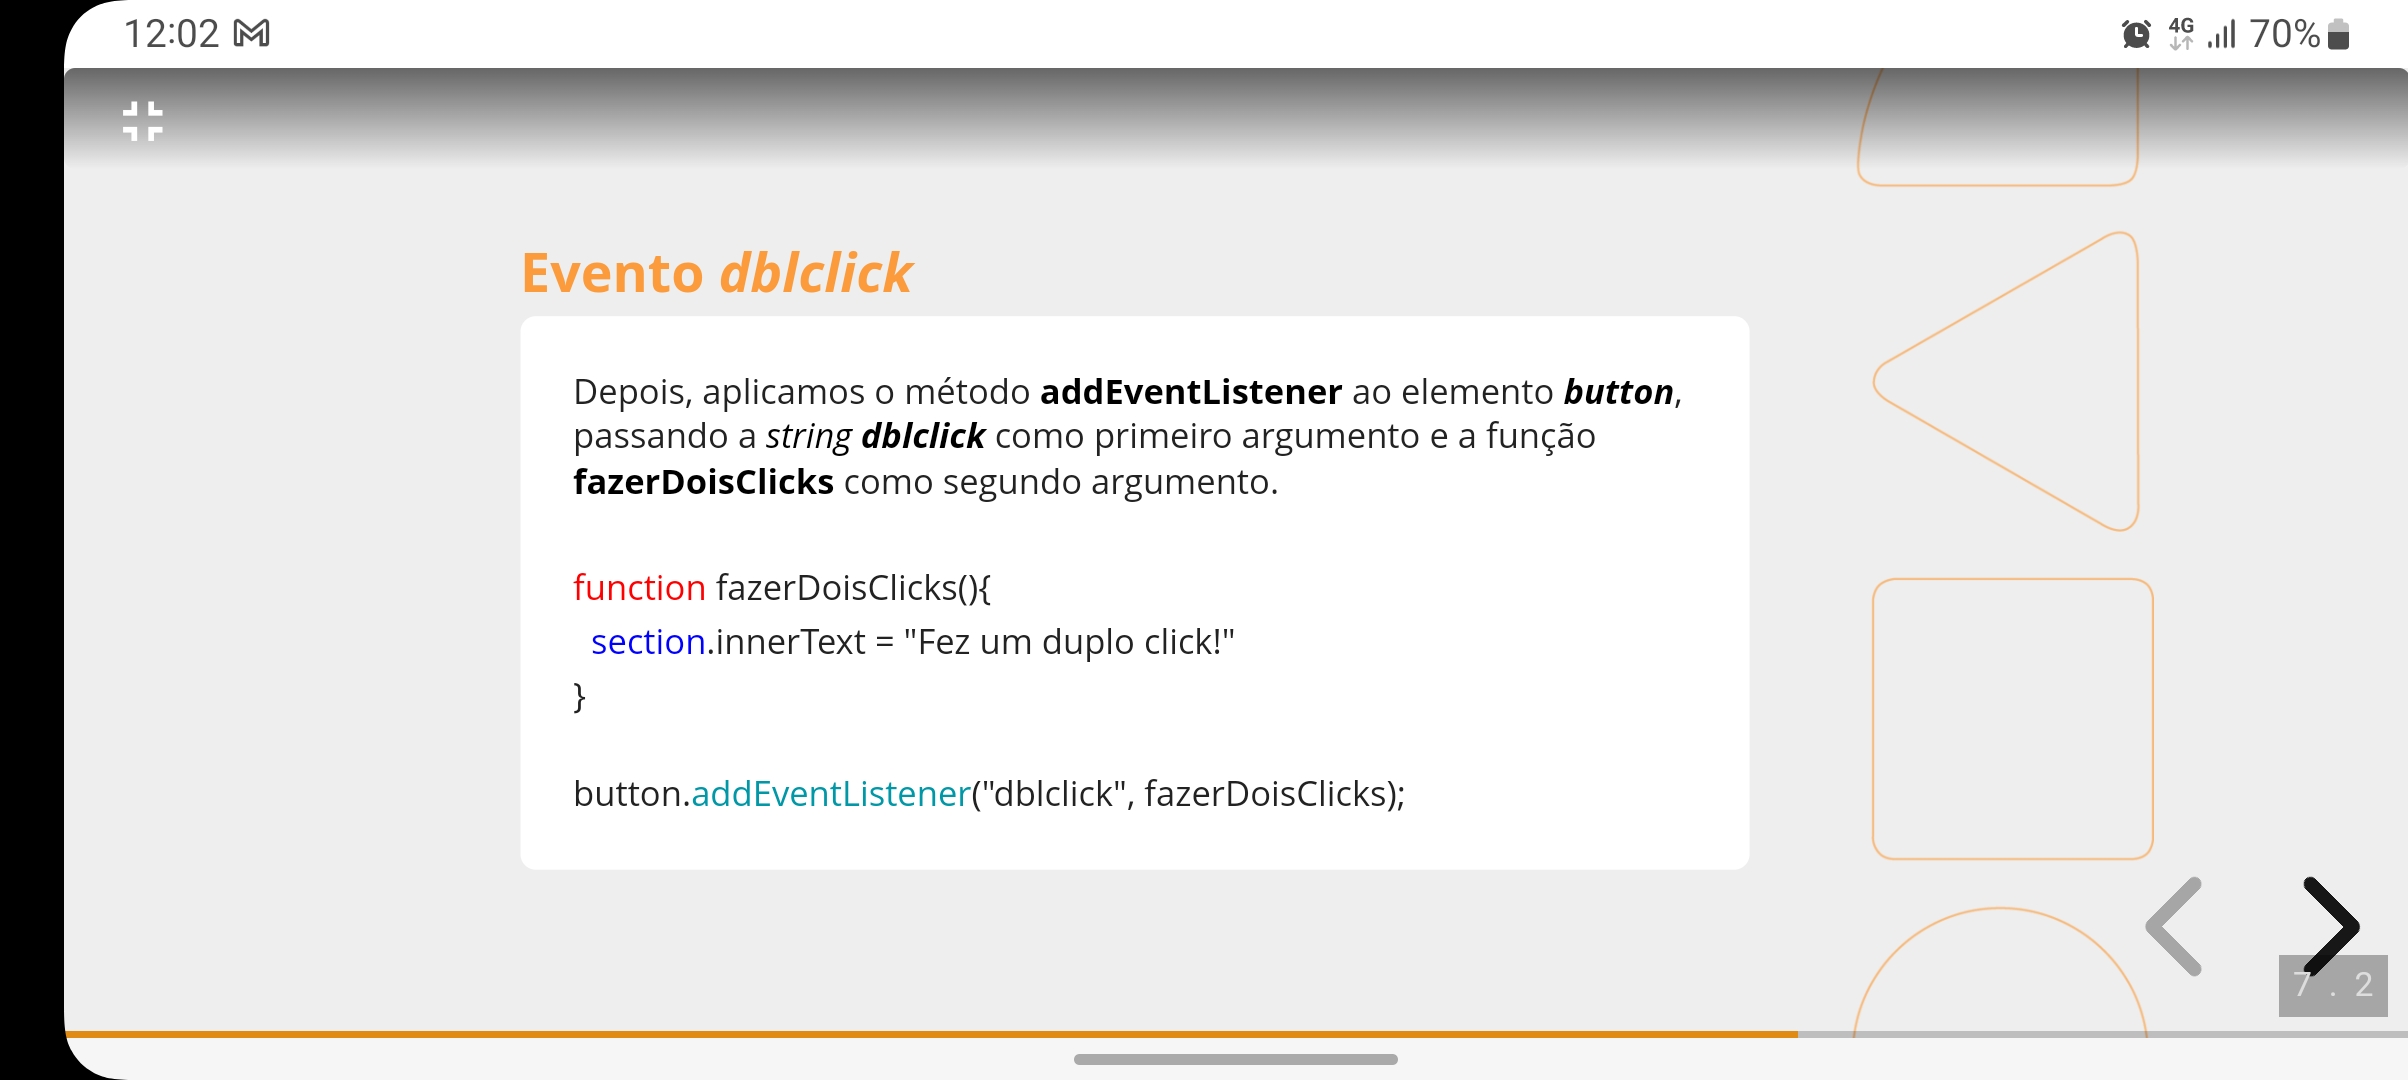 12:02
4G 70%
Evento dblclick
Depois, aplicamos o método addEventListener ao elemento button,
passando a string dblclick como primeiro argumento e a função
fazerDoisClicks como segundo argumento.
function fazerDoisClicks(){
section.innerText = "Fez um duplo click!"
}
button.addEventListener("dblclick", fazerDoisClicks);
7 . 2